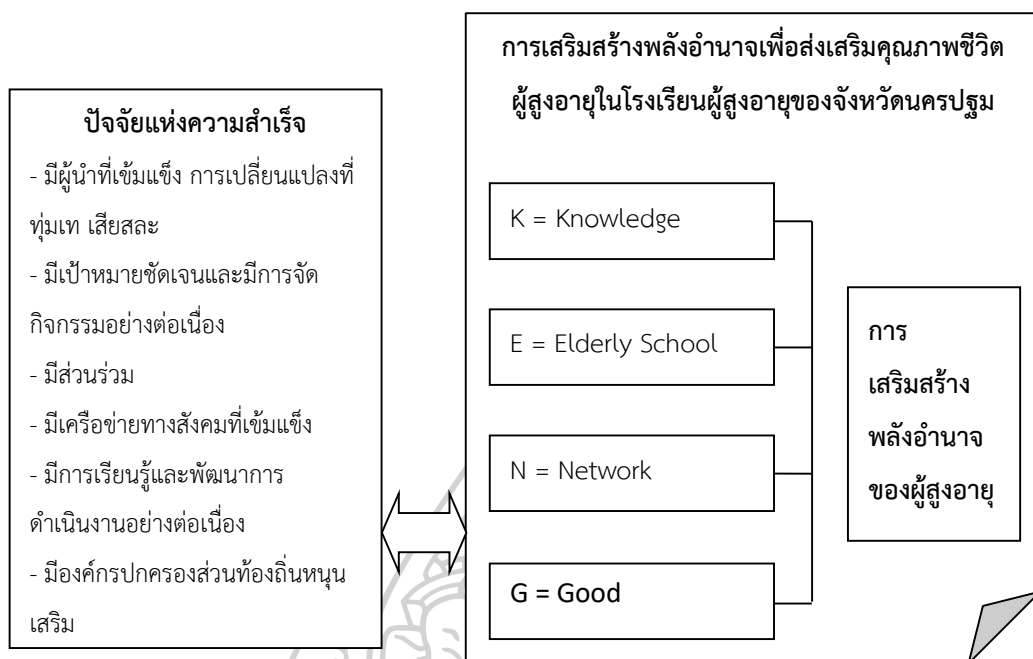 การเสริมสร้างพลังอำนาจเพื่อส่งเสริมคุณภาพชีวิต
ผู้สูงอายุในโรงเรียนผู้สูงอายุของจังหวัดนครปฐม
ปัจจัยแห่งความสำเร็จ
- มีผู้นำที่เข้มแข็ง การเปลี่ยนแปลงที่
ทุ่มเท เสียสละ
- มีเป้าหมายชัดเจนและมีการจัด
กิจกรรมอย่างต่อเนื่อง
- มีส่วนร่วม
- มีเครือข่ายทางสังคมที่เข้มแข็ง
- มีการเรียนรู้และพัฒนาการ
ดำเนินงานอย่างต่อเนื่อง
- มีองค์กรปกครองส่วนท้องถิ่นหนุน
เสริม
K = Knowledge
E = Elderly School
N = Network
G = Good
การ
เสริมสร้าง
พลังอำนาจ
ของผู้สูงอายุ